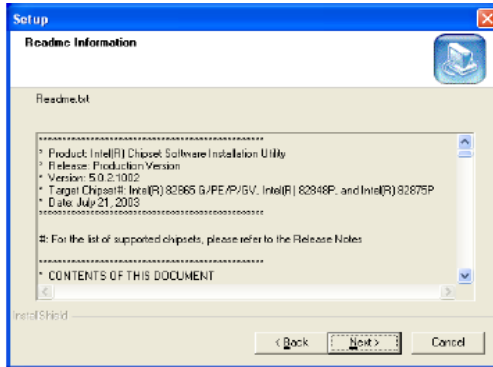 Setup
Readme Information
Readme.txt
**************************************************
* Product: Intel(R) Chipset Software Installation Utility
* Release: Production Version
* Version: 5.0.2.1002
* Target Chipset#: Intel(R) 82865 G/PE/P/GV, Intel(R) 82848P, and Intel(R) 82875P
* Date: July 21, 2003
**************************************************
#: For the list of supported chipsets, please refer to the Release Notes
**************************************************
* CONTENTS OF THIS DOCUMENT
InstallShield
< Back
Next >
Cancel